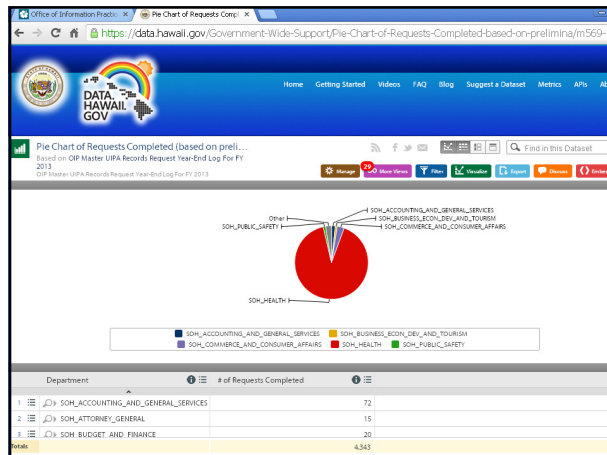 Office of Information Practic
Pie Chart of Requests Compl
https://data.hawaii.gov/Government-Wide-Support/Pie-Chart-of-Requests-Completed-based-on-prelimina/m569-
DATA.
HAWAII.
GOV
Home Getting Started Videos FAQ Blog Suggest a Dataset Metrics APIs Ab
Pie Chart of Requests Completed (based on preli...
Based on OIP Master UIPA Records Request Year-End Log For FY
2013
OIP Master UIPA Records Request Year-End Log For FY 2013
Find in this Dataset
Manage 29 More Views Filter Visualize Export Discuss Embed
SOH_ACCOUNTING_AND_GENERAL_SERVICES
Other SOH_BUSINESS_ECON_DEV_AND_TOURISM
SOH_PUBLIC_SAFETY SOH_COMMERCE_AND_CONSUMER_AFFAIRS
SOH_HEALTH
SOH_ACCOUNTING_AND_GENERAL_SERVICES SOH_BUSINESS_ECON_DEV_AND_TOURISM
SOH_COMMERCE_AND_CONSUMER_AFFAIRS SOH_HEALTH SOH_PUBLIC_SAFETY
Department # of Requests Completed
1 SOH_ACCOUNTING_AND_GENERAL_SERVICES 72
2 SOH_ATTORNEY_GENERAL 15
3 SOH_BUDGET_AND_FINANCE 20
Totals 4,343